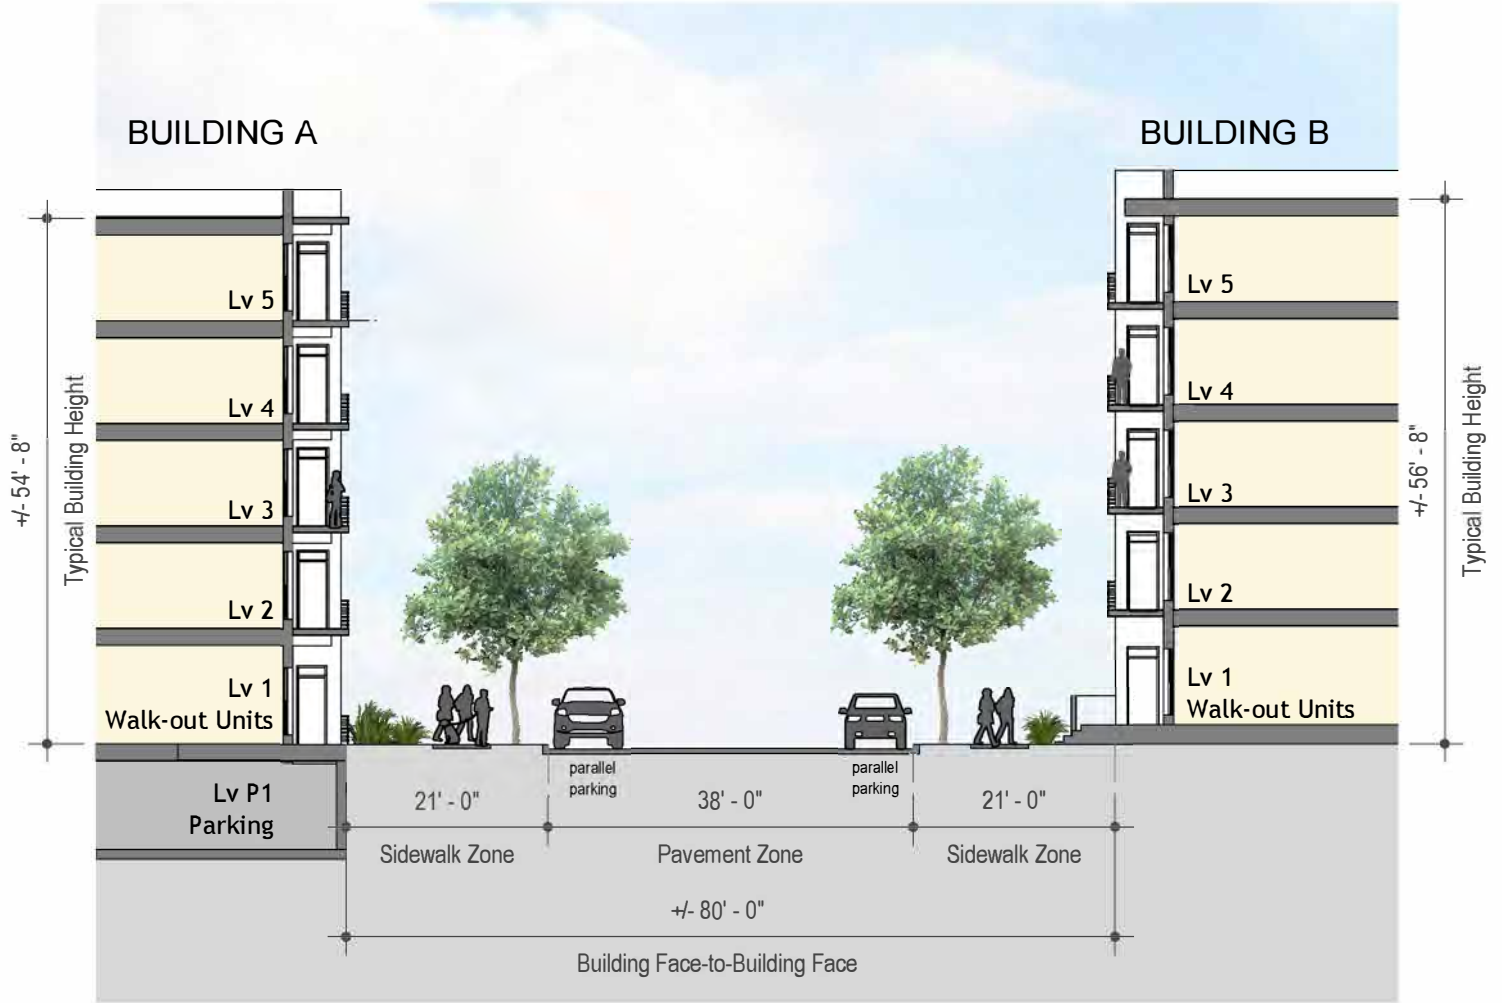 BUILDING A
BUILDING B
Lv 5
Lv 4
Lv 3
Lv 2
Lv 1
Walk-out Units
Lv P1
Parking
+/- 54' - 8"
Typical Building Height
Lv 5
Lv 4
Lv 3
Lv 2
Lv 1
Walk-out Units
+/- 56' - 8"
Typical Building Height
parallel
parking
parallel
parking
21' - 0"
38' - 0"
21' - 0"
Sidewalk Zone
Pavement Zone
Sidewalk Zone
+/- 80' - 0"
Building Face-to-Building Face